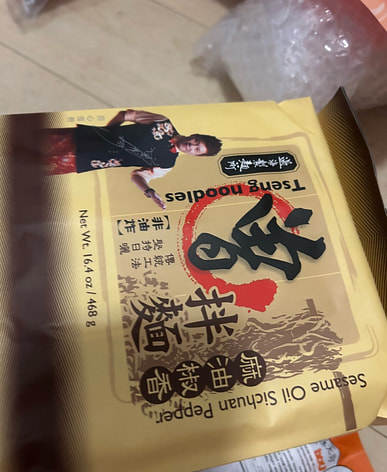 Tseng noodles
曾
拌麵
麻油椒香
Sesame Oil Sichuan Pepper
【非油炸】
傳統工法
堅持日曬
Net Wt. 16.4 oz / 468 g